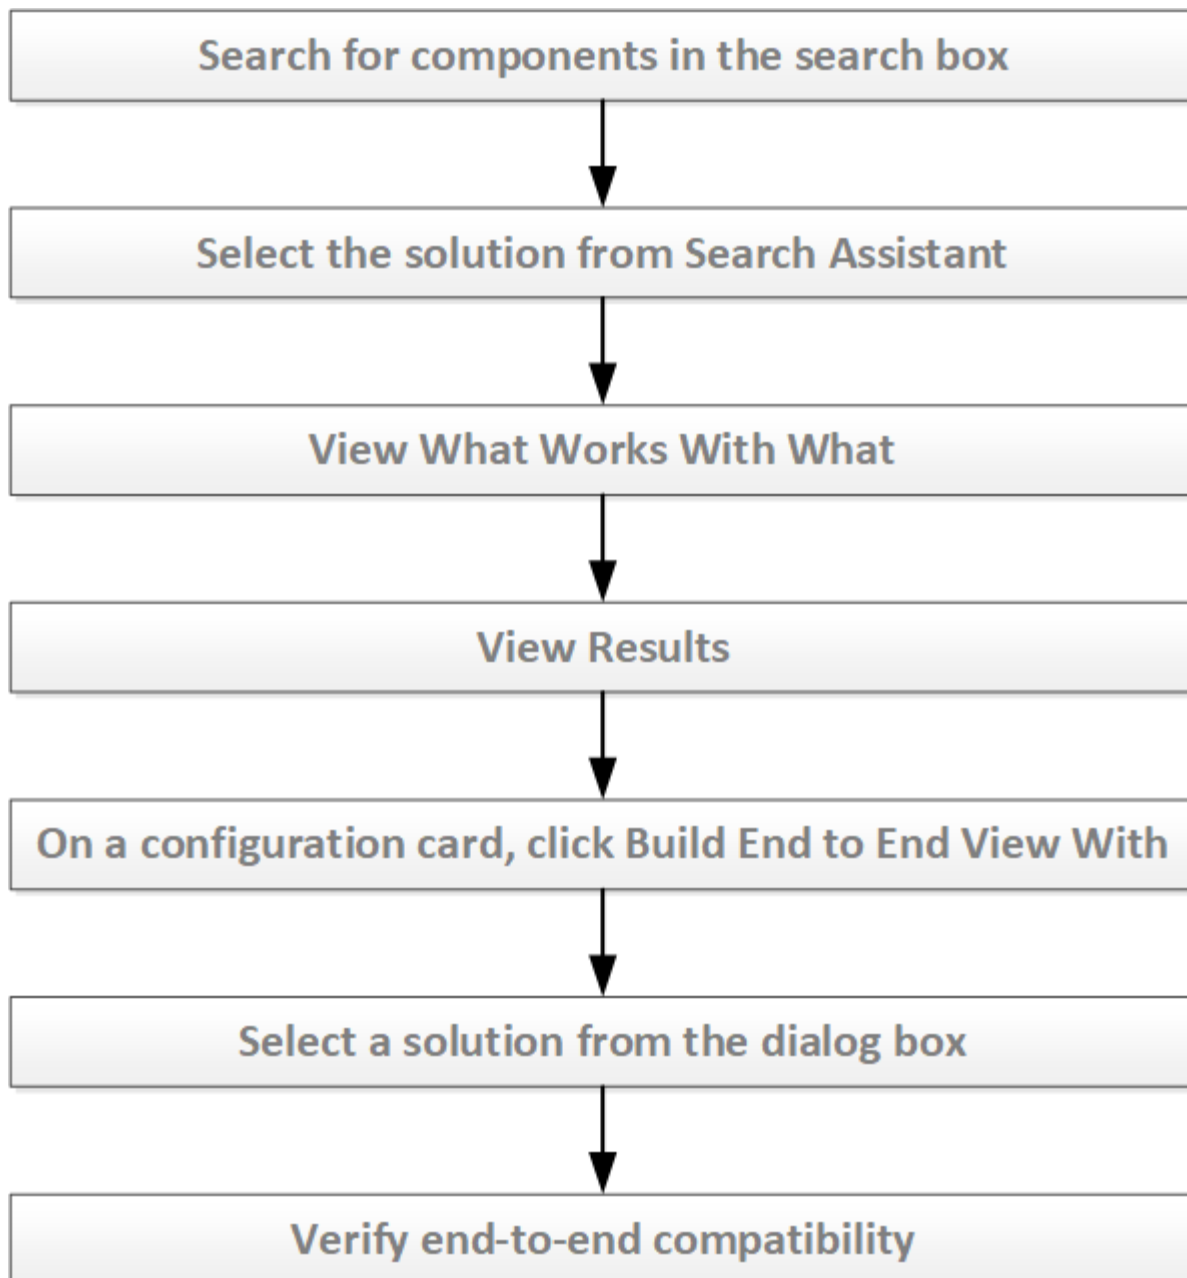 Search for components in the search box
Select the solution from Search Assistant
View What Works With What
View Results
On a configuration card, click Build End to End View With
Select a solution from the dialog box
Verify end-to-end compatibility